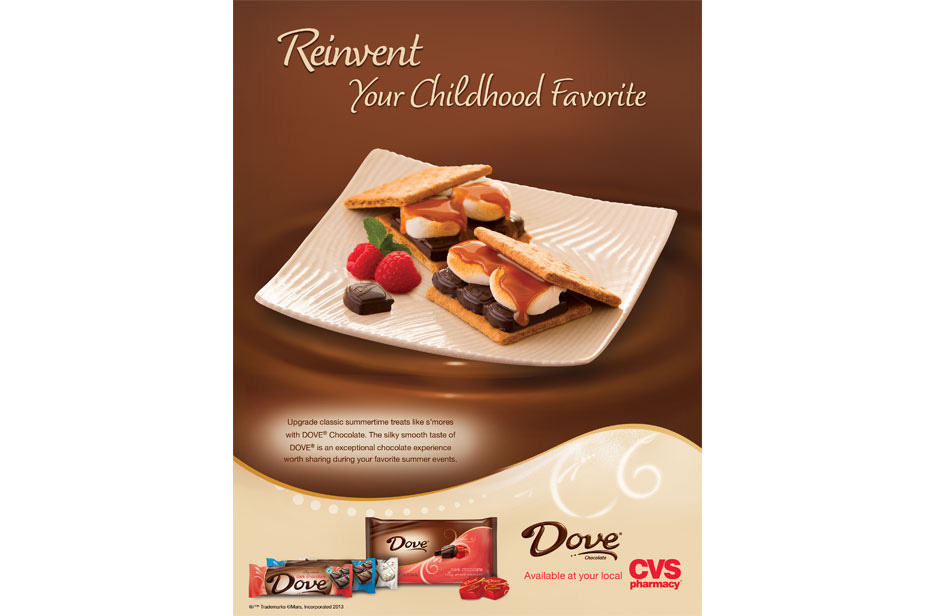 Reinvent
Your Childhood Favorite
Upgrade classic summertime treats like s'mores
with DOVE® Chocolate. The silky smooth taste of
DOVE® is an exceptional chocolate experience
worth sharing during your favorite summer events.
Dove
dark chocolate
Dove
Dove®
Chocolate
Available at your local
CVS
pharmacy
®/™ Trademarks ©Mars, Incorporated 2013